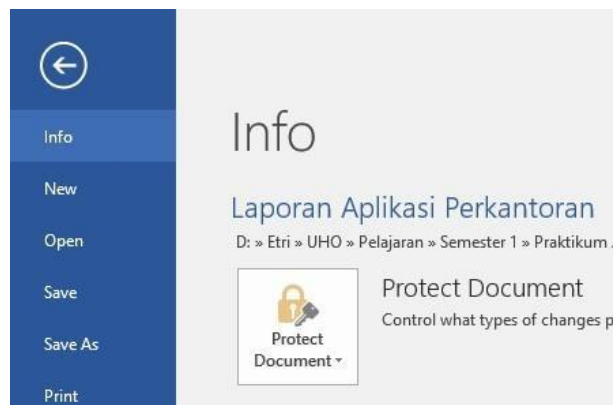 Info
New
Open
Save
Save As
Print
Info
Laporan Aplikasi Perkantoran
D: » Etri » UHO » Pelajaran » Semester 1 » Praktikum
Protect
Document
Protect Document
Control what types of changes p